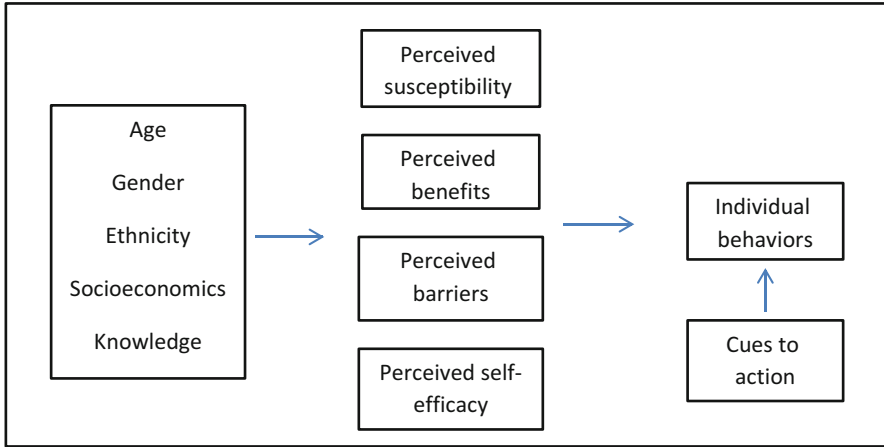 Age
Gender
Ethnicity
Socioeconomics
Knowledge
Perceived
susceptibility
Perceived
benefits
Perceived
barriers
Perceived self-
efficacy
Individual
behaviors
Cues to
action